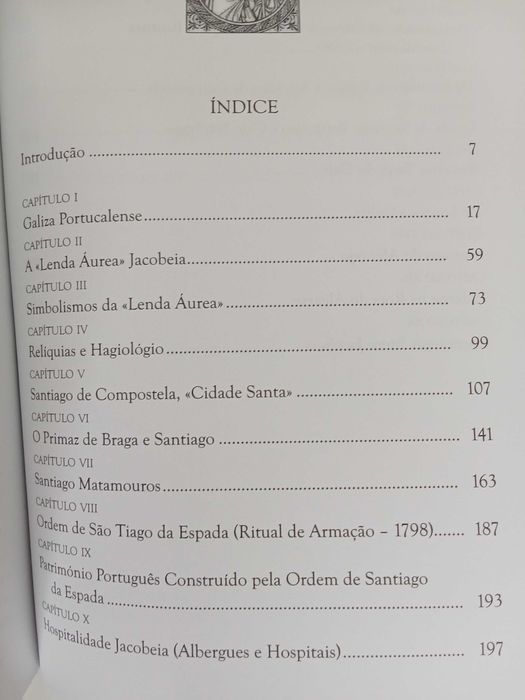 ÍNDICE
Introdução ........ 7
CAPÍTULO I
Galiza Portucalense ........ 17
CAPÍTULO II
A «Lenda Áurea» Jacobeia ........ 59
CAPÍTULO III
Simbolismos da «Lenda Áurea» ........ 73
CAPÍTULO IV
Relíquias e Hagiológio ........ 99
CAPÍTULO V
Santiago de Compostela, «Cidade Santa» ........ 107
CAPÍTULO VI
O Primaz de Braga e Santiago ........ 141
CAPÍTULO VII
Santiago Matamouros ........ 163
CAPÍTULO VIII
Ordem de São Tiago da Espada (Ritual de Armação – 1798) ....... 187
CAPÍTULO IX
Património Português Construído pela Ordem de Santiago
da Espada ........ 193
CAPÍTULO X
Hospitalidade Jacobeia (Albergues e Hospitais) ........ 197